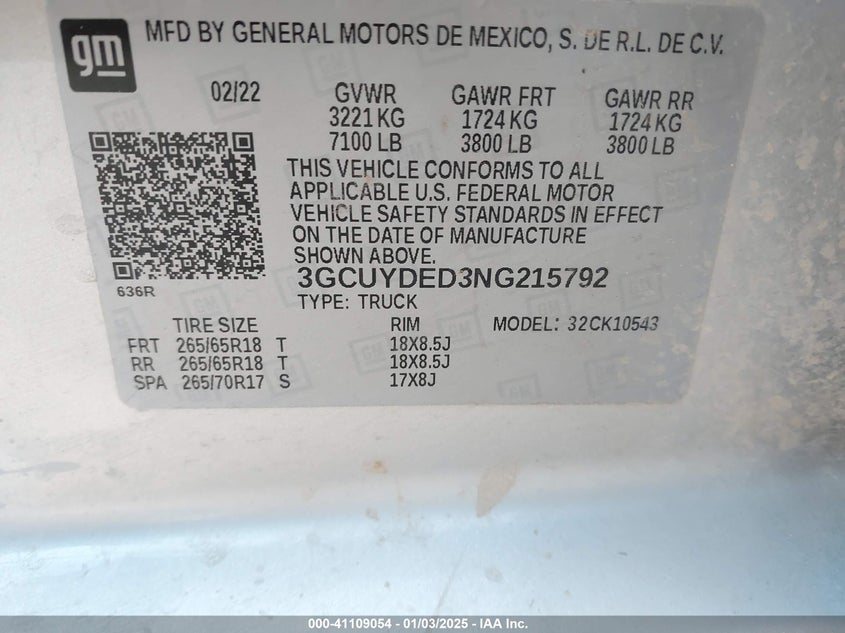 gm
MFD BY GENERAL MOTORS DE MEXICO, S. DE R.L. DE C.V.
02/22 GVWR GAWR FRT GAWR RR
3221 KG 1724 KG 1724 KG
7100 LB 3800 LB 3800 LB
THIS VEHICLE CONFORMS TO ALL
APPLICABLE U.S. FEDERAL MOTOR
VEHICLE SAFETY STANDARDS IN EFFECT
ON THE DATE OF MANUFACTURE
SHOWN ABOVE.
636R
3GCUYDED3NG215792
TYPE: TRUCK
TIRE SIZE RIM MODEL: 32CK10543
FRT 265/65R18 T 18X8.5J
RR 265/65R18 T 18X8.5J
SPA 265/70R17 S 17X8J
000-41109054 - 01/03/2025 - IAA Inc.